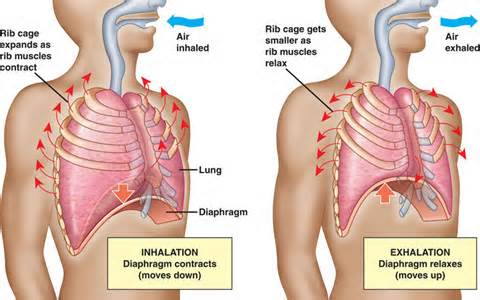 Rib cage
expands as
rib muscles
contract
Air
inhaled
Lung
Diaphragm
INHALATION
Diaphragm contracts
(moves down)
Rib cage gets
smaller as
rib muscles
relax
Air
exhaled
EXHALATION
Diaphragm relaxes
(moves up)